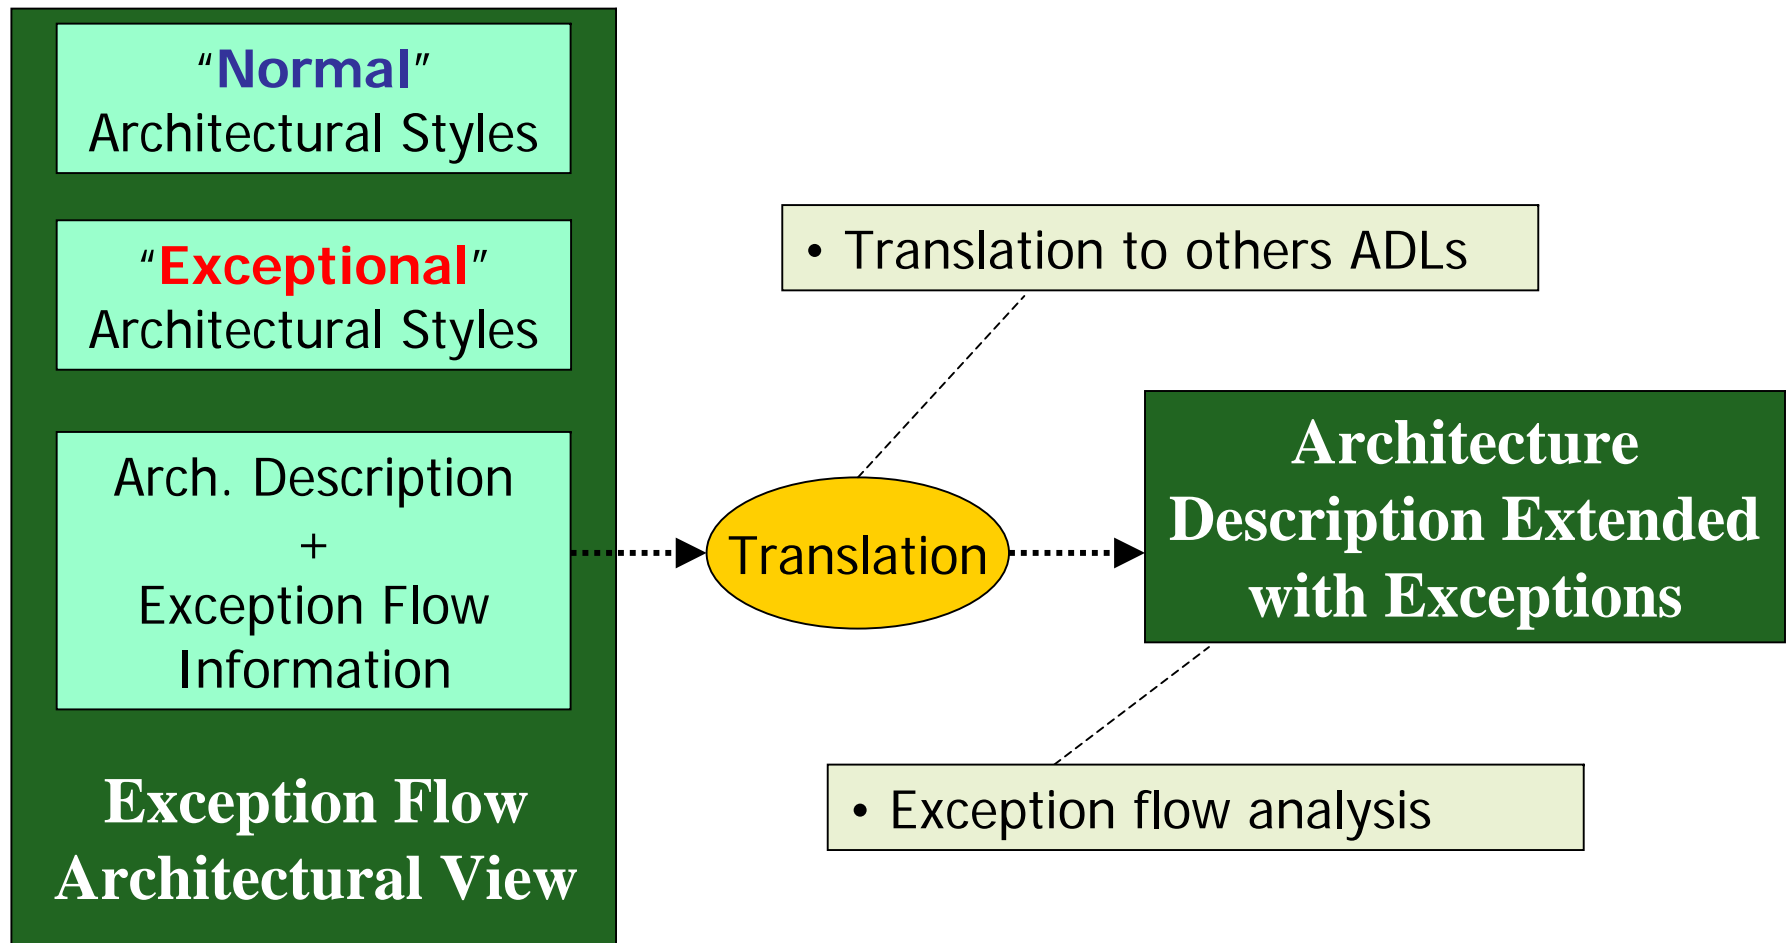 “Normal”
Architectural Styles
“Exceptional”
Architectural Styles
Arch. Description
+
Exception Flow
Information
Exception Flow
Architectural View
• Translation to others ADLs
Translation
Architecture
Description Extended
with Exceptions
• Exception flow analysis